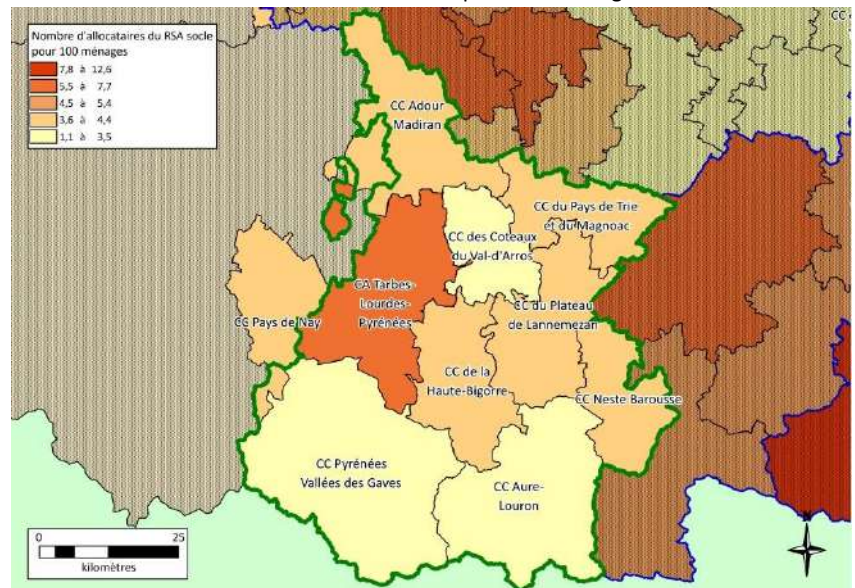 Nombre d'allocataires du RSA socle
pour 100 ménages
7,8 à 12,6
5,5 à 7,7
4,5 à 5,4
3,6 à 4,4
1,1 à 3,5
CC Adour
Madiran
CC du Pays de Trie
et du Magnoac
CC des Coteaux
du Val-d'Arros
CA Tarbes-
Lourdes-
Pyrénées
CC Pays de Nay
CC du Plateau
de Lannemezan
CC de la
Haute-Bigorre
CC Neste Barousse
CC Pyrénées
Vallées des Gaves
CC Aure-
Louron
0 25
kilomètres
N